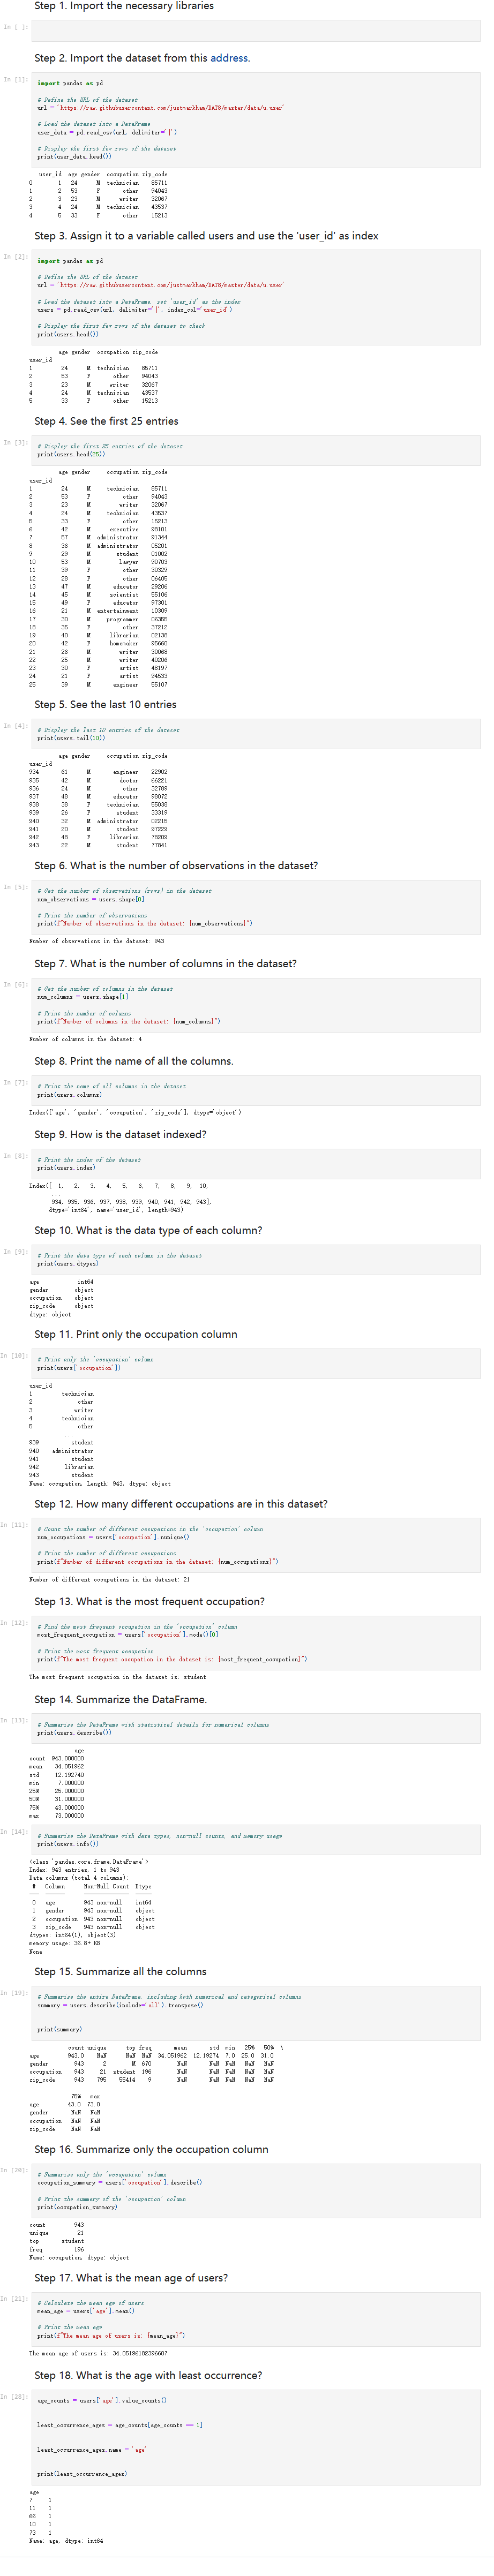 Step 1. Import the necessary libraries
In [ ]:
Step 2. Import the dataset from this address.
In [1]:
import pandas as pd
# Define the URL of the dataset
url = 'https://raw.githubusercontent.com/justmarkham/DAT8/master/data/u.user'
# Load the dataset into a DataFrame
user_data = pd.read_csv(url, delimiter='|')
# Display the first few rows of the dataset
print(user_data.head())
user_id age gender occupation zip_code
0 1 24 M technician 85711
1 2 53 F other 94043
2 3 23 M writer 32067
3 4 24 M technician 43537
4 5 33 F other 15213
Step 3. Assign it to a variable called users and use the 'user_id' as index
In [2]:
import pandas as pd
# Define the URL of the dataset
url = 'https://raw.githubusercontent.com/justmarkham/DAT8/master/data/u.user'
# Load the dataset into a DataFrame, set 'user_id' as the index
users = pd.read_csv(url, delimiter='|', index_col='user_id')
# Display the first few rows of the dataset to check
print(users.head())
age gender occupation zip_code
user_id
1 24 M technician 85711
2 53 F other 94043
3 23 M writer 32067
4 24 M technician 43537
5 33 F other 15213
Step 4. See the first 25 entries
In [3]:
# Display the first 25 entries of the dataset
print(users.head(25))
age gender occupation zip_code
user_id
1 24 M technician 85711
2 53 F other 94043
3 23 M writer 32067
4 24 M technician 43537
5 33 F other 15213
6 42 M executive 98101
7 57 M administrator 91344
8 36 M administrator 05201
9 29 M student 01002
10 53 M lawyer 90703
11 39 F other 30329
12 28 F other 06405
13 47 M educator 29206
14 45 M scientist 55106
15 49 F educator 97301
16 21 M entertainment 10309
17 30 M programmer 06355
18 35 F other 37212
19 40 M librarian 02138
20 42 F homemaker 95660
21 26 M writer 30068
22 25 M writer 40206
23 30 F artist 48197
24 21 F artist 94533
25 39 M engineer 55107
Step 5. See the last 10 entries
In [4]:
# Display the last 10 entries of the dataset
print(users.tail(10))
age gender occupation zip_code
user_id
934 61 M engineer 22902
935 42 M doctor 66221
936 24 M other 32789
937 48 M educator 98072
938 38 F technician 55038
939 26 F student 33319
940 32 M administrator 02215
941 20 M student 97229
942 48 F librarian 78209
943 22 M student 77841
Step 6. What is the number of observations in the dataset?
In [5]:
# Get the number of observations (rows) in the dataset
num_observations = users.shape[0]
# Print the number of observations
print(f"Number of observations in the dataset: {num_observations}")
Number of observations in the dataset: 943
Step 7. What is the number of columns in the dataset?
In [6]:
# Get the number of columns in the dataset
num_columns = users.shape[1]
# Print the number of columns
print(f"Number of columns in the dataset: {num_columns}")
Number of columns in the dataset: 4
Step 8. Print the name of all the columns.
In [7]:
# Print the name of all columns in the dataset
print(users.columns)
Index(['age', 'gender', 'occupation', 'zip_code'], dtype='object')
Step 9. How is the dataset indexed?
In [8]:
# Print the index of the dataset
print(users.index)
Index([ 1, 2, 3, 4, 5, 6, 7, 8, 9, 10,
...
934, 935, 936, 937, 938, 939, 940, 941, 942, 943],
dtype='int64', name='user_id', length=943)
Step 10. What is the data type of each column?
In [9]:
# Print the data type of each column in the dataset
print(users.dtypes)
age int64
gender object
occupation object
zip_code object
dtype: object
Step 11. Print only the occupation column
In [10]:
# Print only the 'occupation' column
print(users['occupation'])
user_id
1 technician
2 other
3 writer
4 technician
5 other
...
939 student
940 administrator
941 student
942 librarian
943 student
Name: occupation, Length: 943, dtype: object
Step 12. How many different occupations are in this dataset?
In [11]:
# Count the number of different occupations in the 'occupation' column
num_occupations = users['occupation'].nunique()
# Print the number of different occupations
print(f"Number of different occupations in the dataset: {num_occupations}")
Number of different occupations in the dataset: 21
Step 13. What is the most frequent occupation?
In [12]:
# Find the most frequent occupation in the 'occupation' column
most_frequent_occupation = users['occupation'].mode()[0]
# Print the most frequent occupation
print(f"The most frequent occupation in the dataset is: {most_frequent_occupation}")
The most frequent occupation in the dataset is: student
Step 14. Summarize the DataFrame.
In [13]:
# Summarize the DataFrame with statistical details for numerical columns
print(users.describe())
age
count 943.000000
mean 34.051962
std 12.192740
min 7.000000
25% 25.000000
50% 31.000000
75% 43.000000
max 73.000000
In [14]:
# Summarize the DataFrame with data types, non-null counts, and memory usage
print(users.info())
<class 'pandas.core.frame.DataFrame'>
Index: 943 entries, 1 to 943
Data columns (total 4 columns):
# Column Non-Null Count Dtype
--- ------ -------------- -----
0 age 943 non-null int64
1 gender 943 non-null object
2 occupation 943 non-null object
3 zip_code 943 non-null object
dtypes: int64(1), object(3)
memory usage: 36.8+ KB
None
Step 15. Summarize all the columns
In [19]:
# Summarize the entire DataFrame, including both numerical and categorical columns
summary = users.describe(include='all').transpose()
print(summary)
count unique top freq mean std min 25% 50% \
age 943.0 NaN NaN NaN 34.051962 12.19274 7.0 25.0 31.0
gender 943 2 M 670 NaN NaN NaN NaN NaN
occupation 943 21 student 196 NaN NaN NaN NaN NaN
zip_code 943 795 55414 9 NaN NaN NaN NaN NaN
75% max
age 43.0 73.0
gender NaN NaN
occupation NaN NaN
zip_code NaN NaN
Step 16. Summarize only the occupation column
In [20]:
# Summarize only the 'occupation' column
occupation_summary = users['occupation'].describe()
# Print the summary of the 'occupation' column
print(occupation_summary)
count 943
unique 21
top student
freq 196
Name: occupation, dtype: object
Step 17. What is the mean age of users?
In [21]:
# Calculate the mean age of users
mean_age = users['age'].mean()
# Print the mean age
print(f"The mean age of users is: {mean_age}")
The mean age of users is: 34.05196182396607
Step 18. What is the age with least occurrence?
In [28]:
age_counts = users['age'].value_counts()
least_occurrence_ages = age_counts[age_counts == 1]
least_occurrence_ages.name = 'age'
print(least_occurrence_ages)
age
7 1
11 1
66 1
10 1
73 1
Name: age, dtype: int64